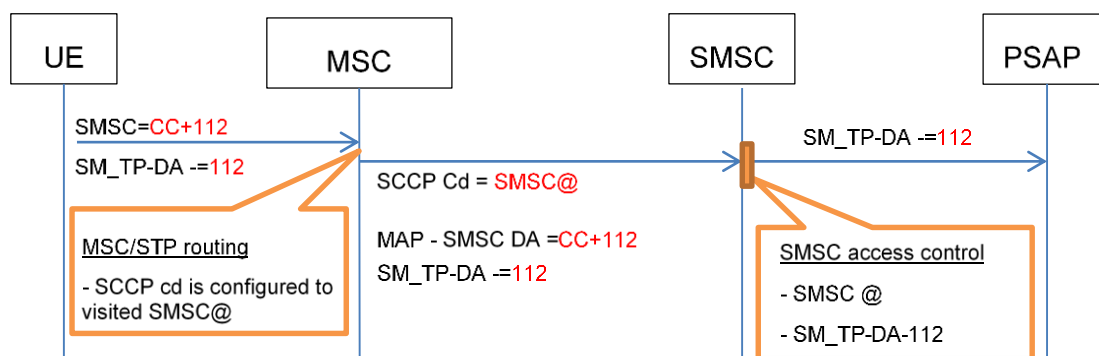 UE
MSC
SMSC
PSAP
SMSC=CC+112
SM_TP-DA -=112
SM_TP-DA -=112
SCCP Cd = SMSC@
MAP - SMSC DA =CC+112
SM_TP-DA -=112
MSC/STP routing
- SCCP cd is configured to
visited SMSC@
SMSC access control
- SMSC @
- SM_TP-DA-112